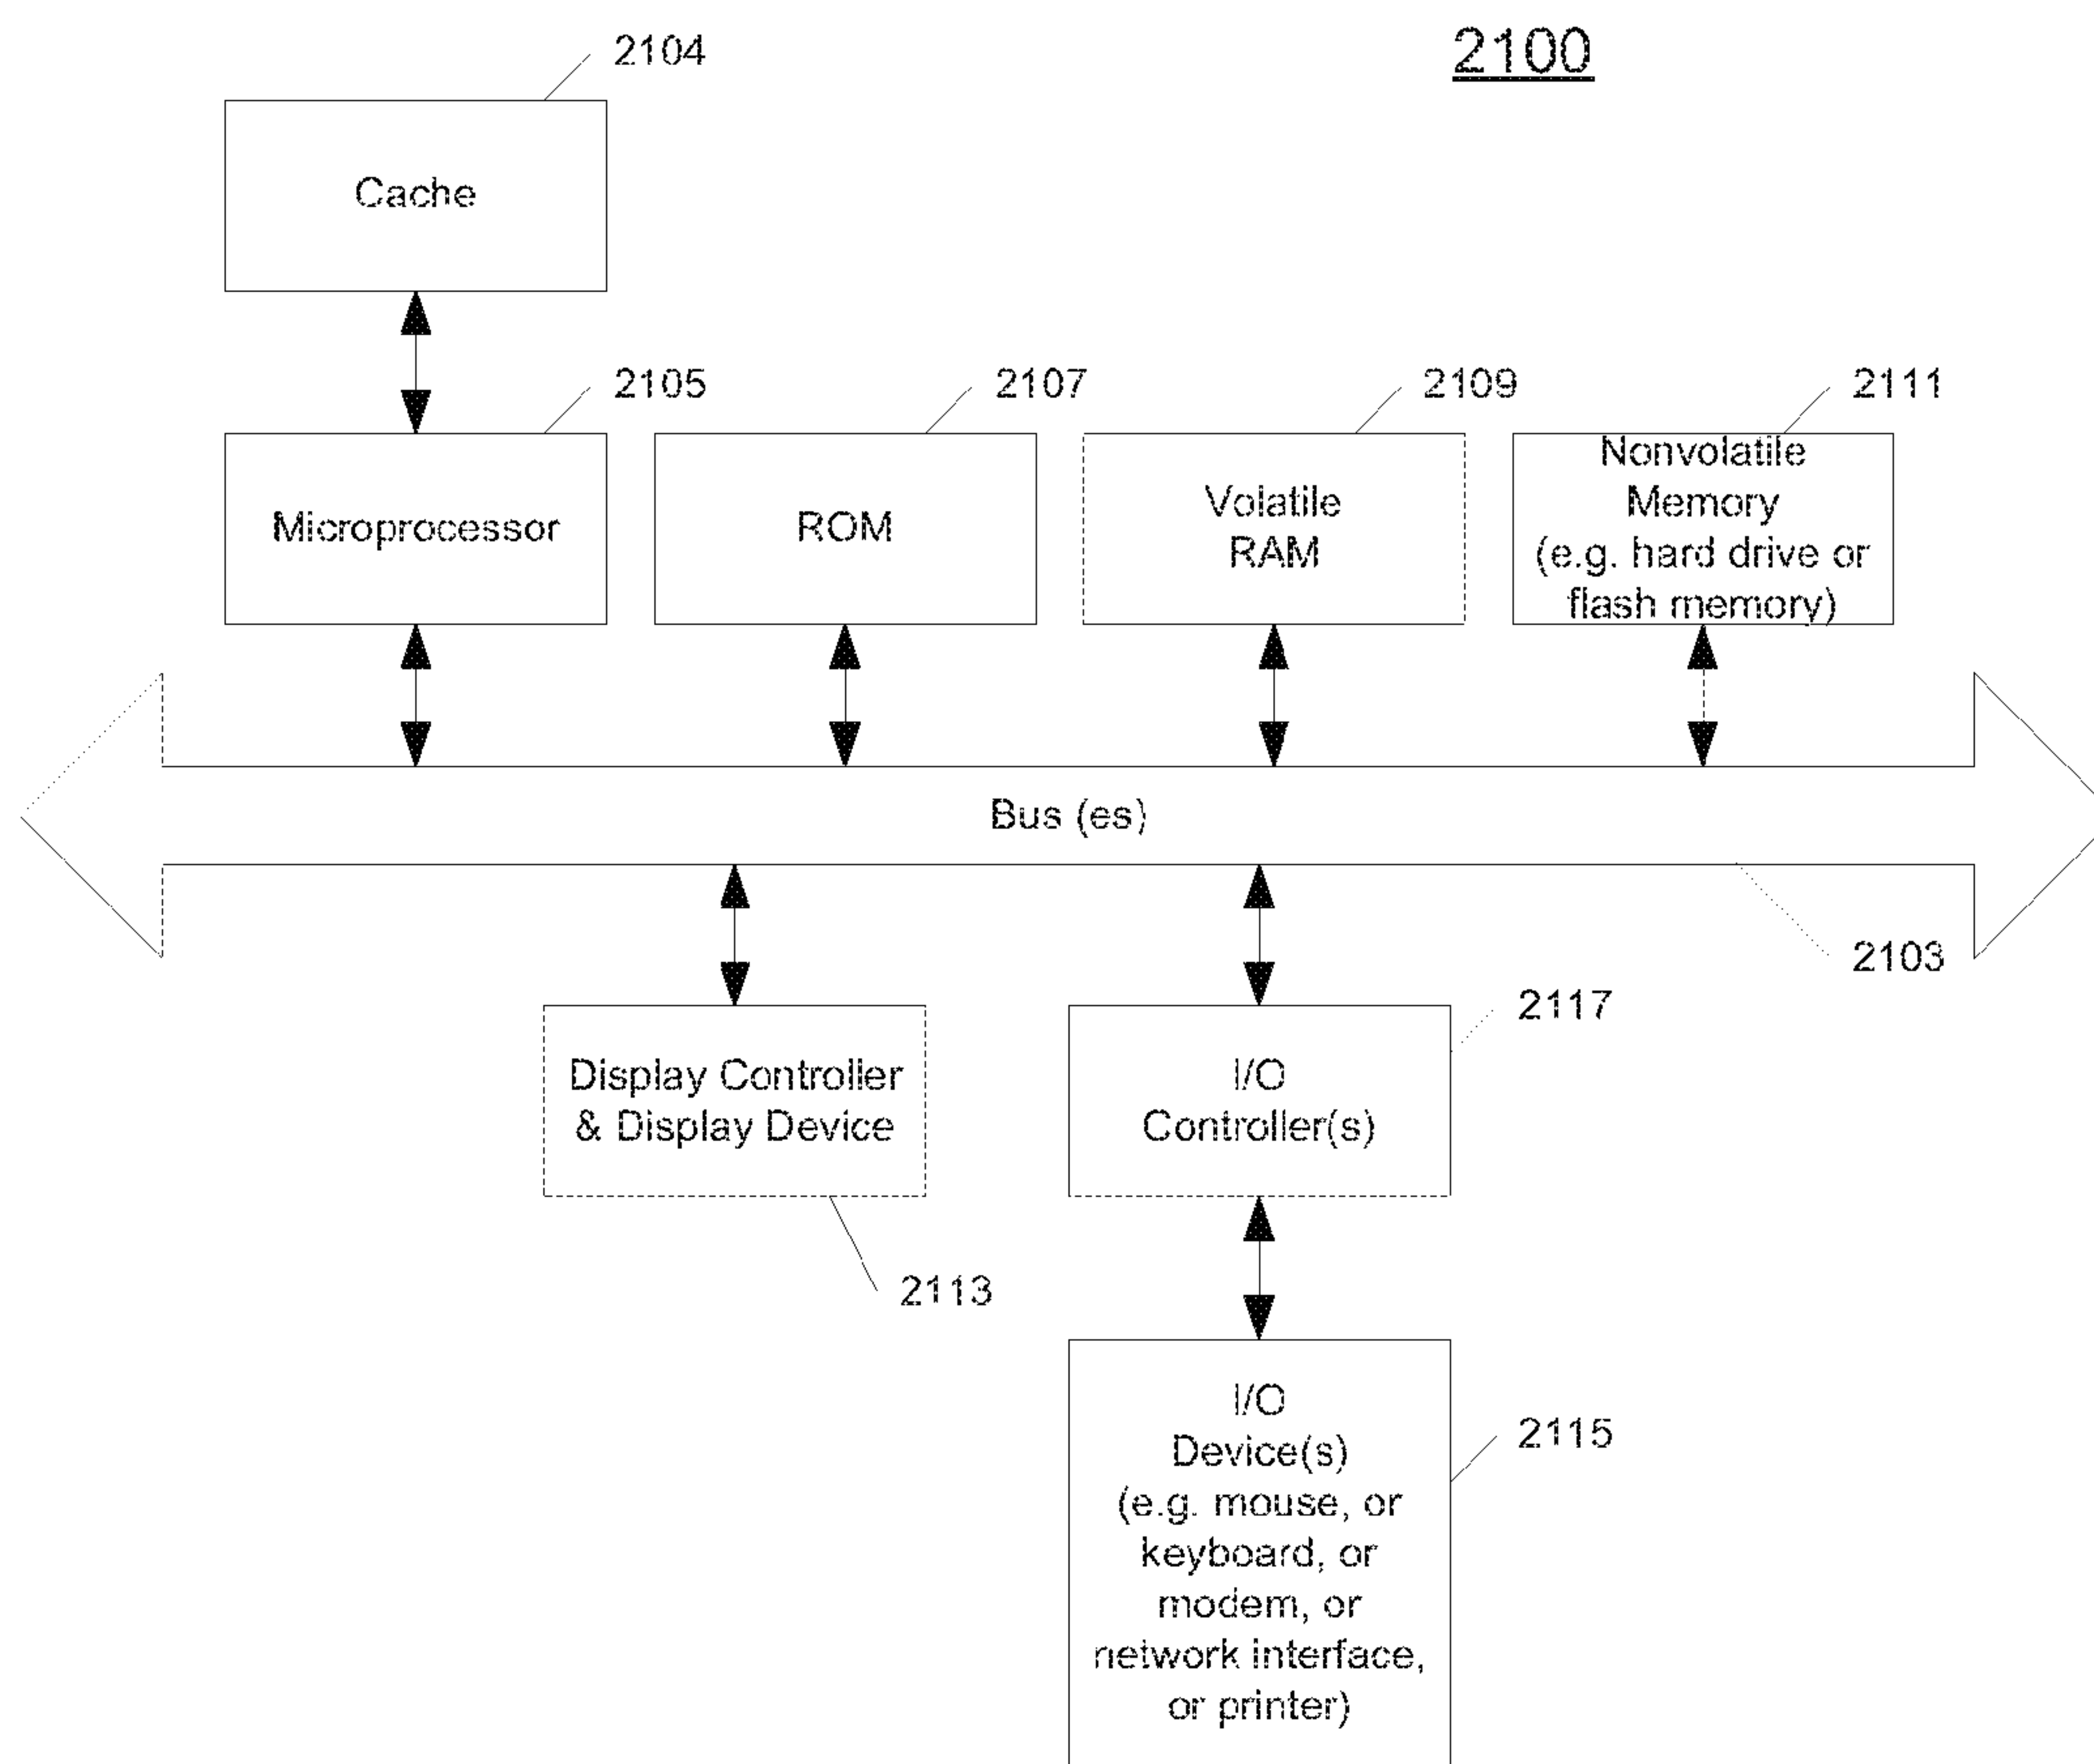 2100
2104
Cache
2105
2107
2109
2111
Microprocessor
ROM
Volatile
RAM
Nonvolatile
Memory
(e.g. hard drive or
flash memory)
Bus (es)
2103
2117
Display Controller
& Display Device
I/O
Controller(s)
2113
I/O
Device(s)
(e.g. mouse, or
keyboard, or
modem, or
network interface,
or printer)
2115